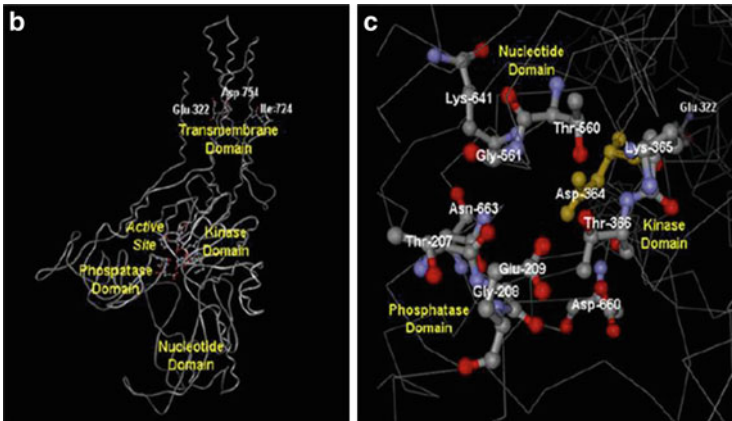 b
Asp-754
Glu-322
Ile-724
Transmembrane
Domain
Active
Site
Kinase
Domain
Phospatase
Domain
Nucleotide
Domain
c
Nucleotide
Domain
Lys-641
Glu-322
Thr-560
Lys-365
Gly-561
Asp-364
Asn-663
Thr-366
Kinase
Domain
Thr-207
Glu-209
Gly-208
Asp-660
Phosphatase
Domain